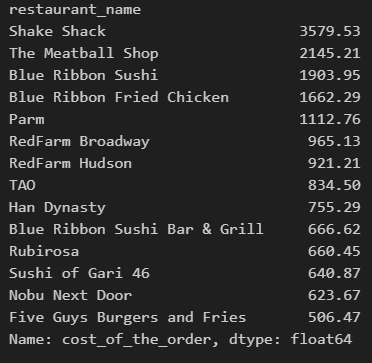 restaurant_name
Shake Shack 3579.53
The Meatball Shop 2145.21
Blue Ribbon Sushi 1903.95
Blue Ribbon Fried Chicken 1662.29
Parm 1112.76
RedFarm Broadway 965.13
RedFarm Hudson 921.21
TAO 834.50
Han Dynasty 755.29
Blue Ribbon Sushi Bar & Grill 666.62
Rubirosa 660.45
Sushi of Gari 46 640.87
Nobu Next Door 623.67
Five Guys Burgers and Fries 506.47
Name: cost_of_the_order, dtype: float64